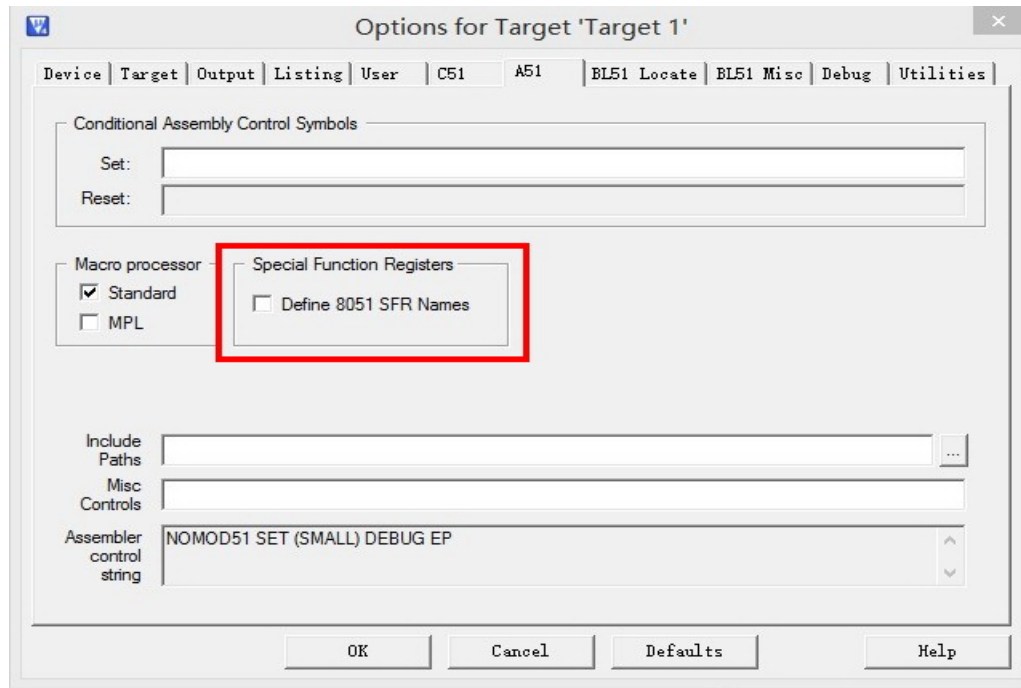 Options for Target 'Target 1'
Device Target Output Listing User C51 A51 BL51 Locate BL51 Misc Debug Utilities
Conditional Assembly Control Symbols
Set:
Reset:
Macro processor
Standard
MPL
Special Function Registers
Define 8051 SFR Names
Include
Paths
...
Misc
Controls
Assembler
control
string
NOMOD51 SET (SMALL) DEBUG EP
OK Cancel Defaults Help